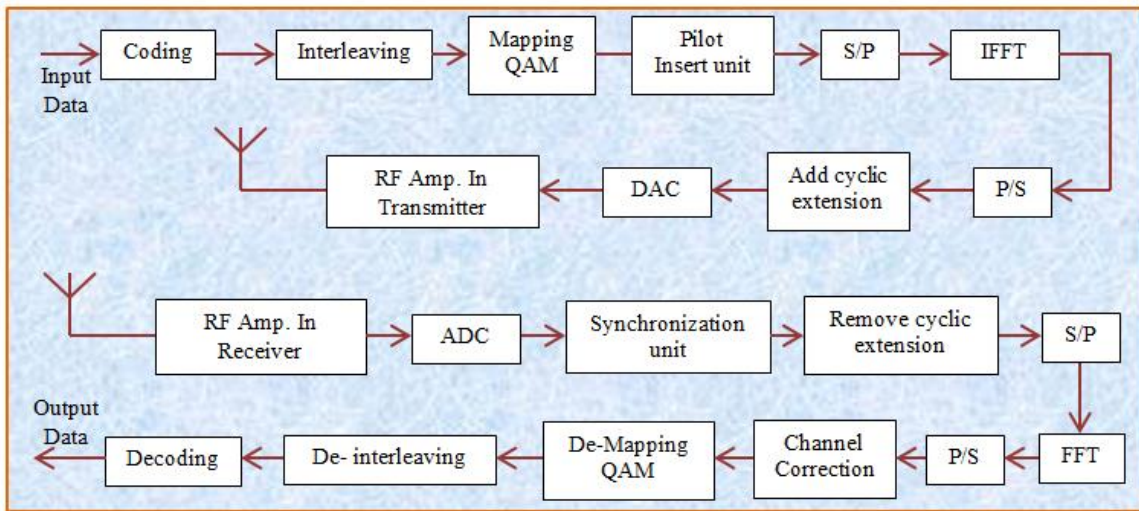 Coding
Interleaving
Mapping
QAM
Pilot
Insert unit
S/P
IFFT
Input
Data
RF Amp. In
Transmitter
DAC
Add cyclic
extension
P/S
RF Amp. In
Receiver
ADC
Synchronization
unit
Remove cyclic
extension
S/P
Output
Data
Decoding
De- interleaving
De-Mapping
QAM
Channel
Correction
P/S
FFT